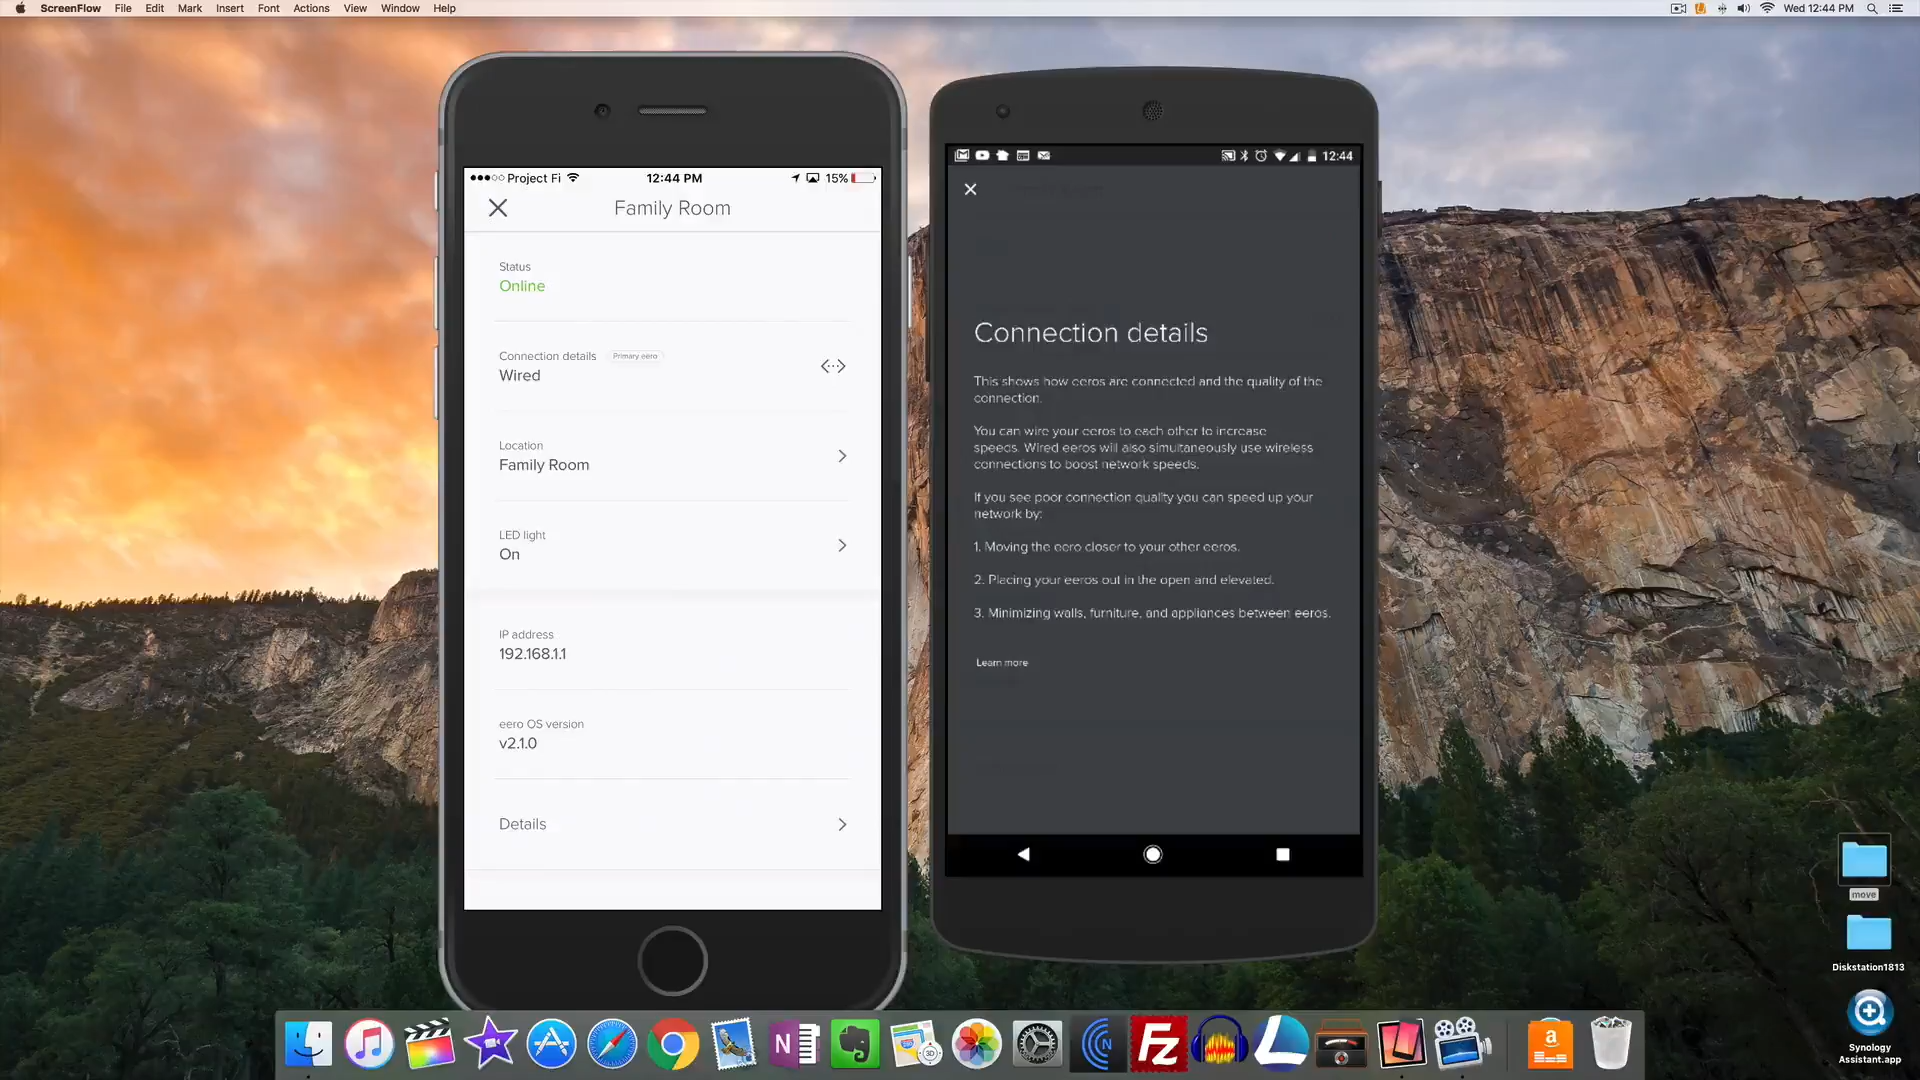 ScreenFlow File Edit Mark Insert Font Actions View Window Help Wed 12:44 PM
Project Fi 12:44 PM 15%
Family Room
Status
Online
Connection details Primary eero
Wired
Location
Family Room
LED light
On
IP address
192.168.1.1
eero OS version
v2.1.0
Details
12:44
Connection details
This shows how eeros are connected and the quality of the
connection.
You can wire your eeros to each other to increase
speeds. Wired eeros will also simultaneously use wireless
connections to boost network speeds.
If you see poor connection quality you can speed up your
network by:
1. Moving the eero closer to your other eeros.
2. Placing your eeros out in the open and elevated.
3. Minimizing walls, furniture, and appliances between eeros.
Learn more
move
Diskstation1813
Synology
Assistant.app
N
3D
Fz
a